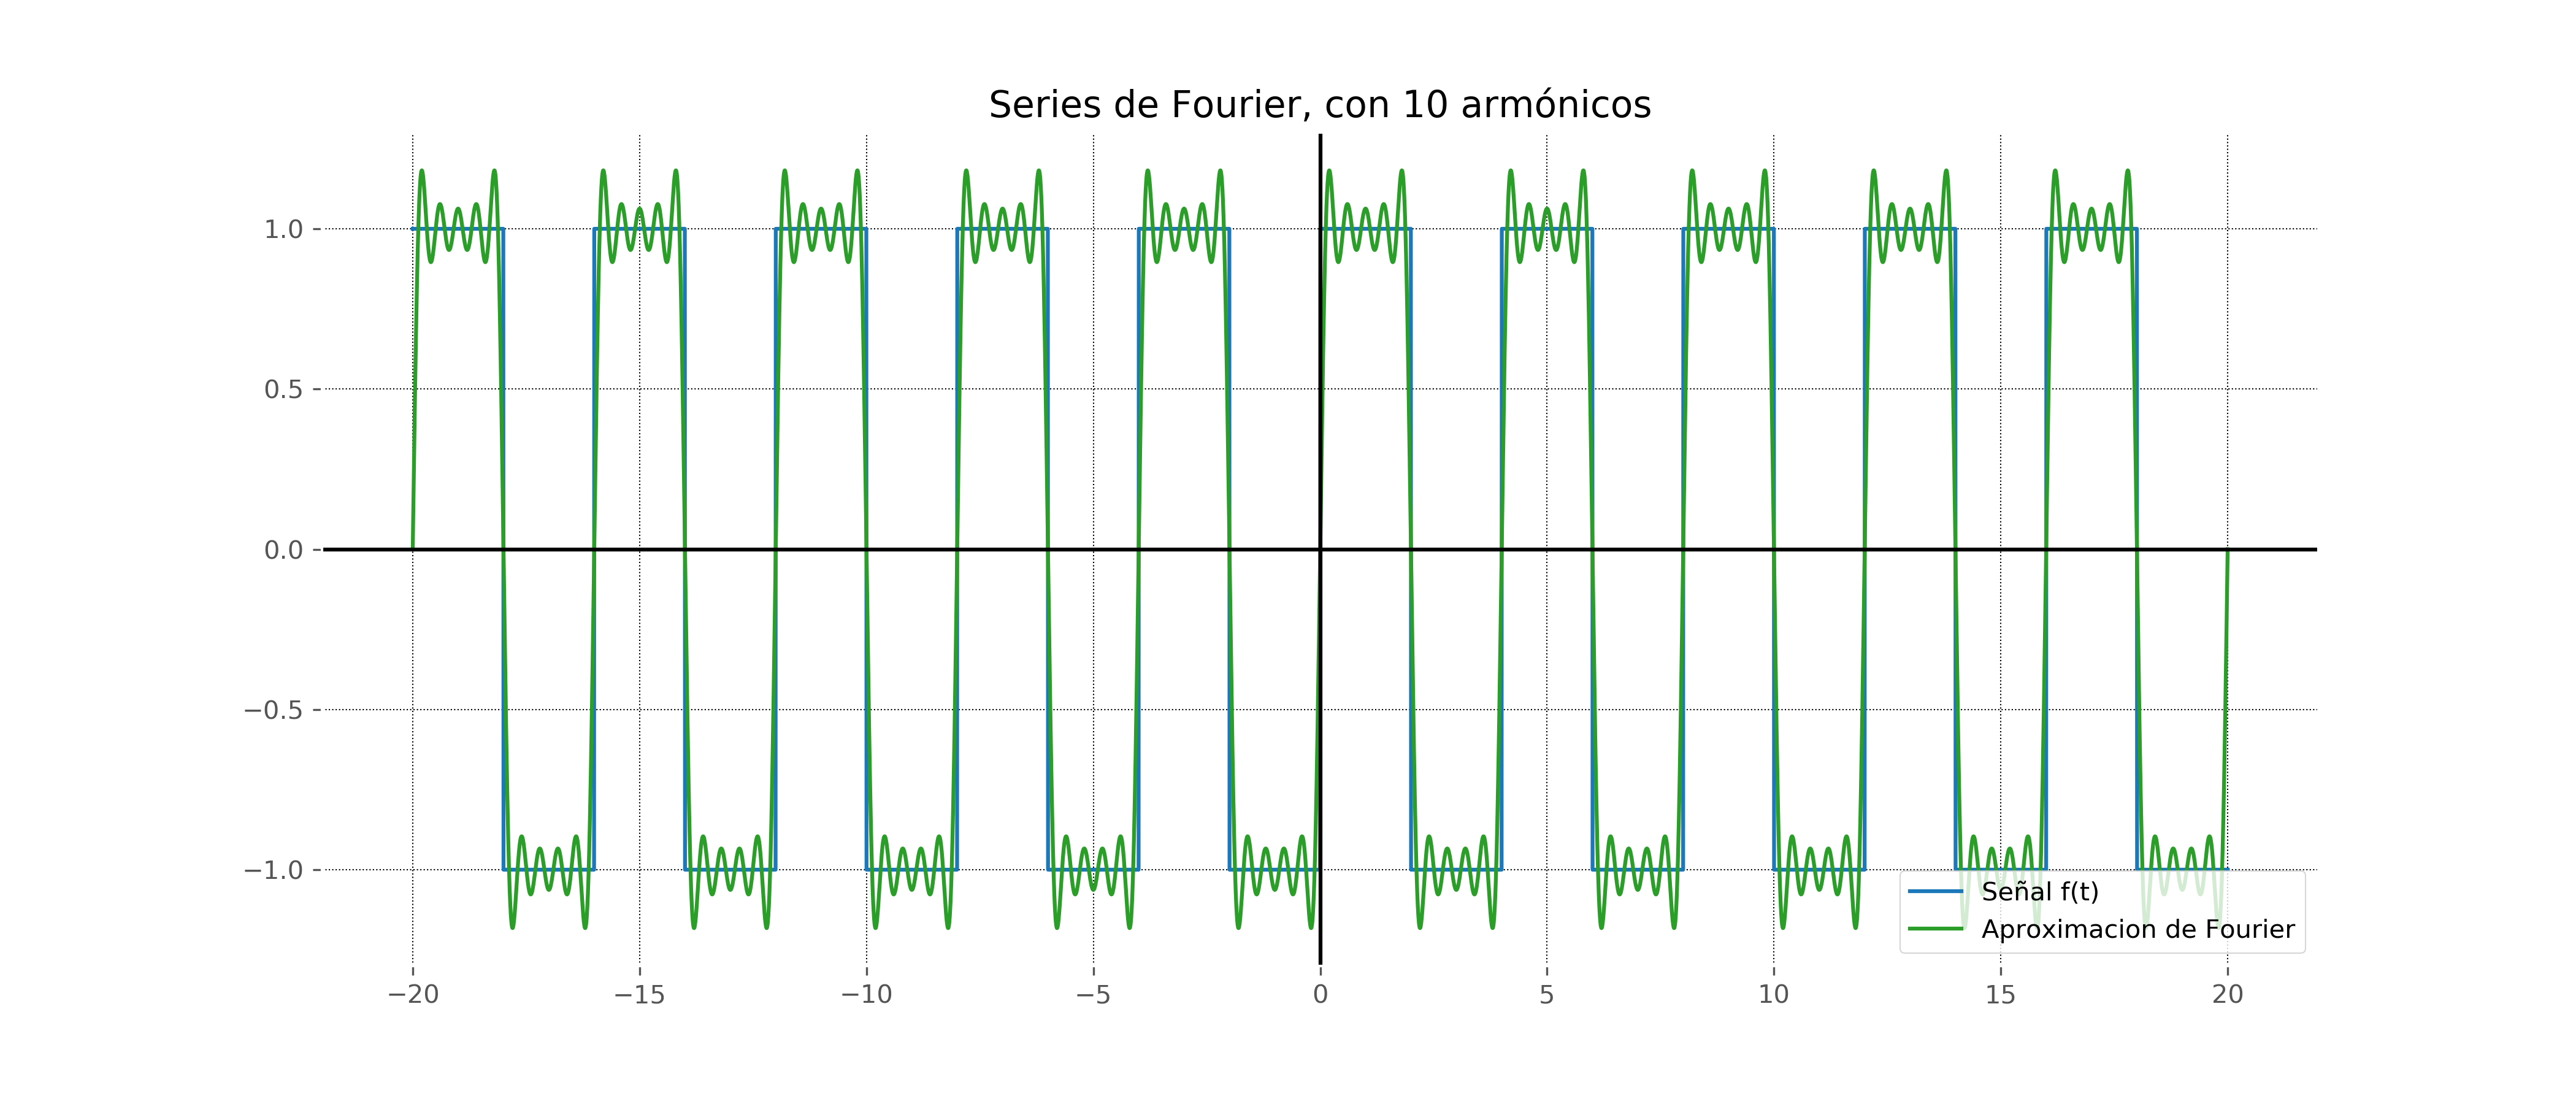 Series de Fourier, con 10 armónicos
1.0
0.5
0.0
−0.5
−1.0
Señal f(t)
Aproximacion de Fourier
−20 −15 −10 −5 0 5 10 15 20